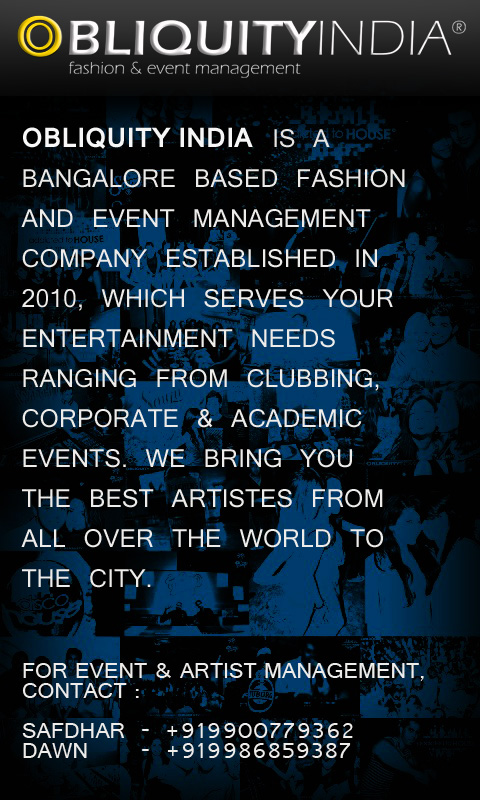 OBLIQUITYINDIA®
fashion & event management
OBLIQUITY INDIA IS A
BANGALORE BASED FASHION
AND EVENT MANAGEMENT
COMPANY ESTABLISHED IN
2010, WHICH SERVES YOUR
ENTERTAINMENT NEEDS
RANGING FROM CLUBBING,
CORPORATE & ACADEMIC
EVENTS. WE BRING YOU
THE BEST ARTISTES FROM
ALL OVER THE WORLD TO
THE CITY.
FOR EVENT & ARTIST MANAGEMENT,
CONTACT :
SAFDHAR - +919900779362
DAWN - +919986859387